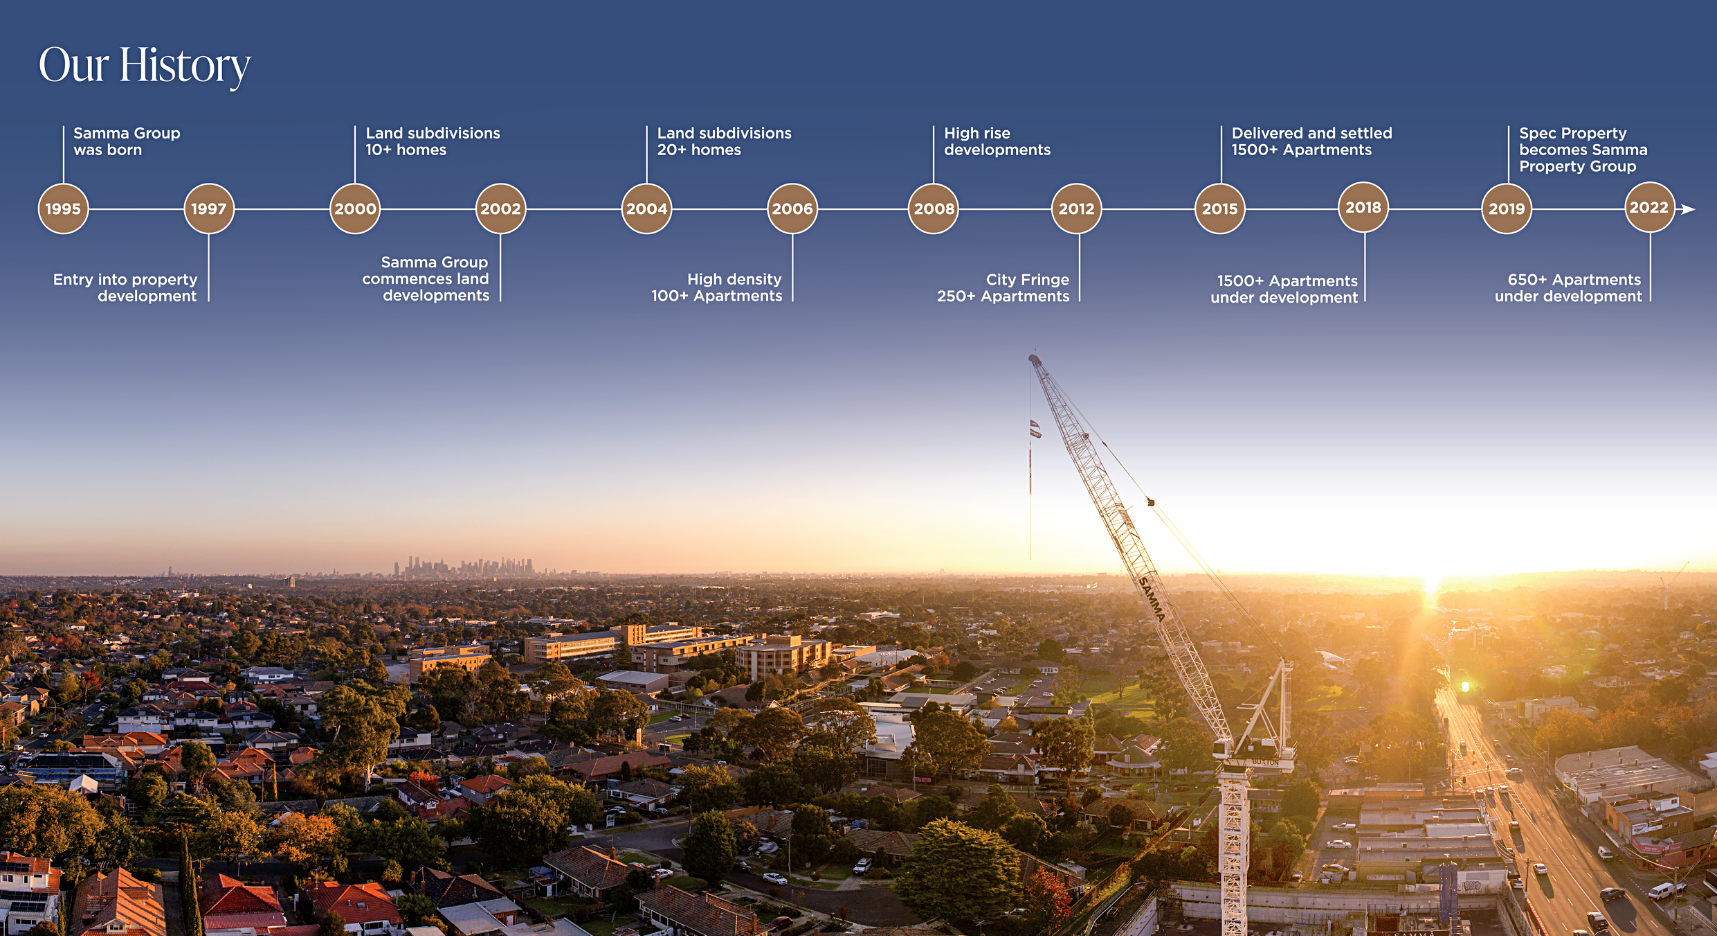 Our History
Samma Group
was born
Land subdivisions
10+ homes
Land subdivisions
20+ homes
High rise
developments
Delivered and settled
1500+ Apartments
Spec Property
becomes Samma
Property Group
1995
1997
2000
2002
2004
2006
2008
2012
2015
2018
2019
2022
Entry into property
development
Samma Group
commences land
developments
High density
100+ Apartments
City Fringe
250+ Apartments
1500+ Apartments
under development
650+ Apartments
under development
SAMMA